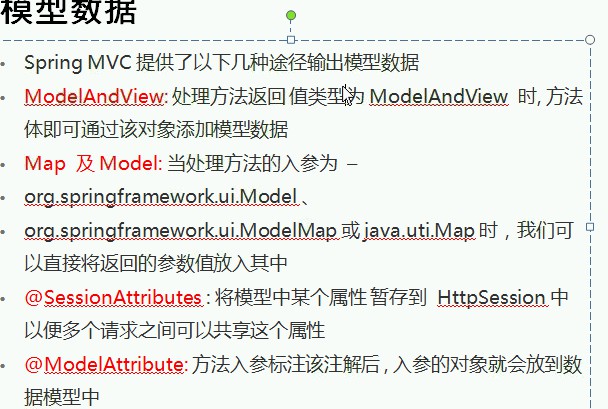 模型数据
• Spring MVC 提供了以下几种途径输出模型数据
• ModelAndView: 处理方法返回值类型为 ModelAndView 时, 方法
体即可通过该对象添加模型数据
• Map 及 Model: 当处理方法的入参为 –
• org.springframework.ui.Model、
• org.springframework.ui.ModelMap 或 java.uti.Map 时，我们可
以直接将返回的参数值放入其中
• @SessionAttributes : 将模型中某个属性暂存到 HttpSession 中
以便多个请求之间可以共享这个属性
• @ModelAttribute: 方法入参标注该注解后 , 入参的对象就会放到数
据模型中